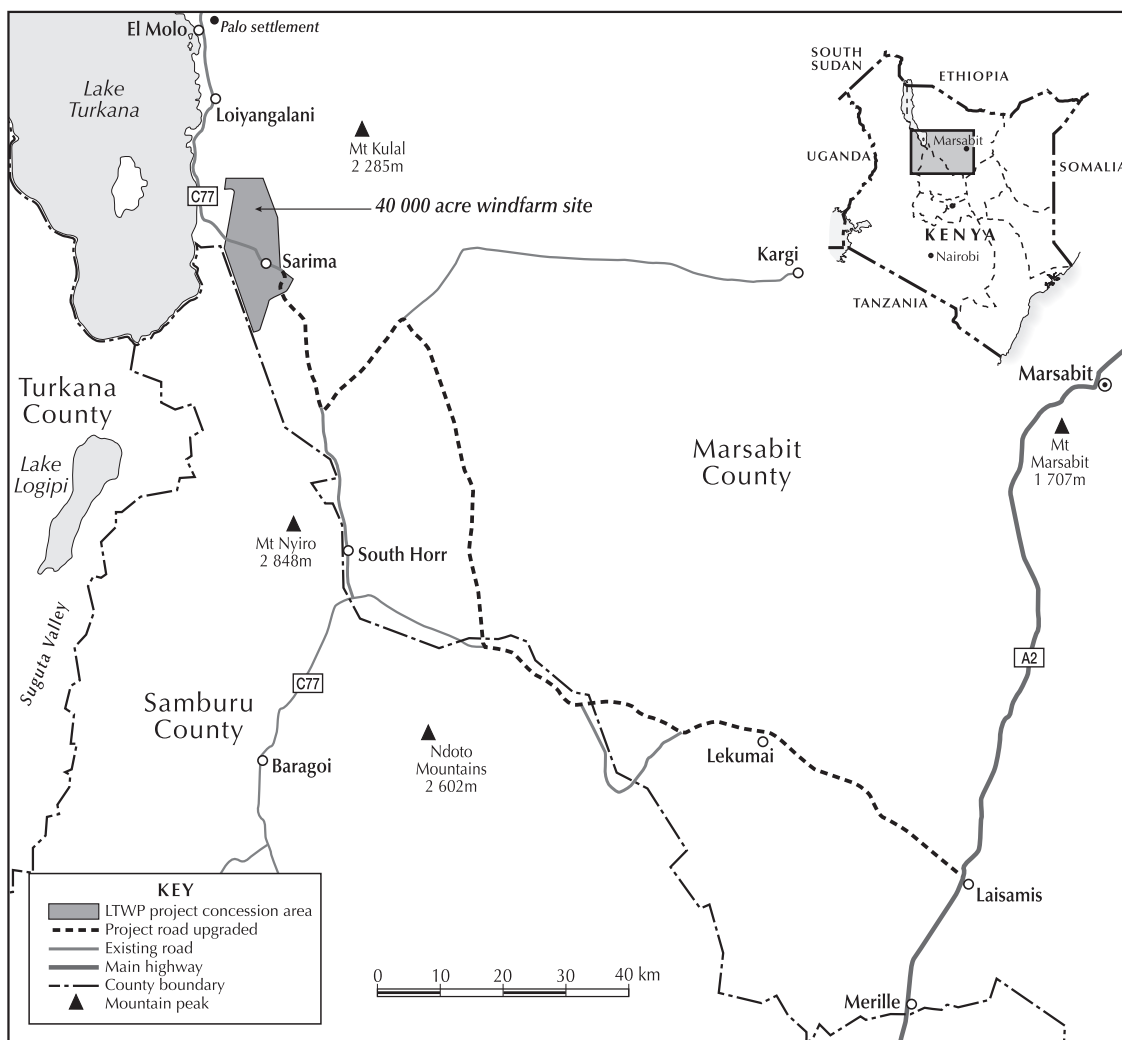 El Molo
Palo settlement
Lake
Turkana
Loiyangalani
Mt Kulal
2 285m
C77
40 000 acre windfarm site
Sarima
Kargi
SOUTH
SUDAN
ETHIOPIA
UGANDA
Marsabit
SOMALIA
KENYA
Nairobi
TANZANIA
Marsabit
Mt
Marsabit
1 707m
Turkana
County
Lake
Logipi
Marsabit
County
Mt Nyiro
2 848m
South Horr
Suguta Valley
C77
A2
Samburu
County
Baragoi
Ndoto
Mountains
2 602m
Lekumai
Laisamis
Merille
KEY
LTWP project concession area
Project road upgraded
Existing road
Main highway
County boundary
Mountain peak
0 10 20 30 40 km